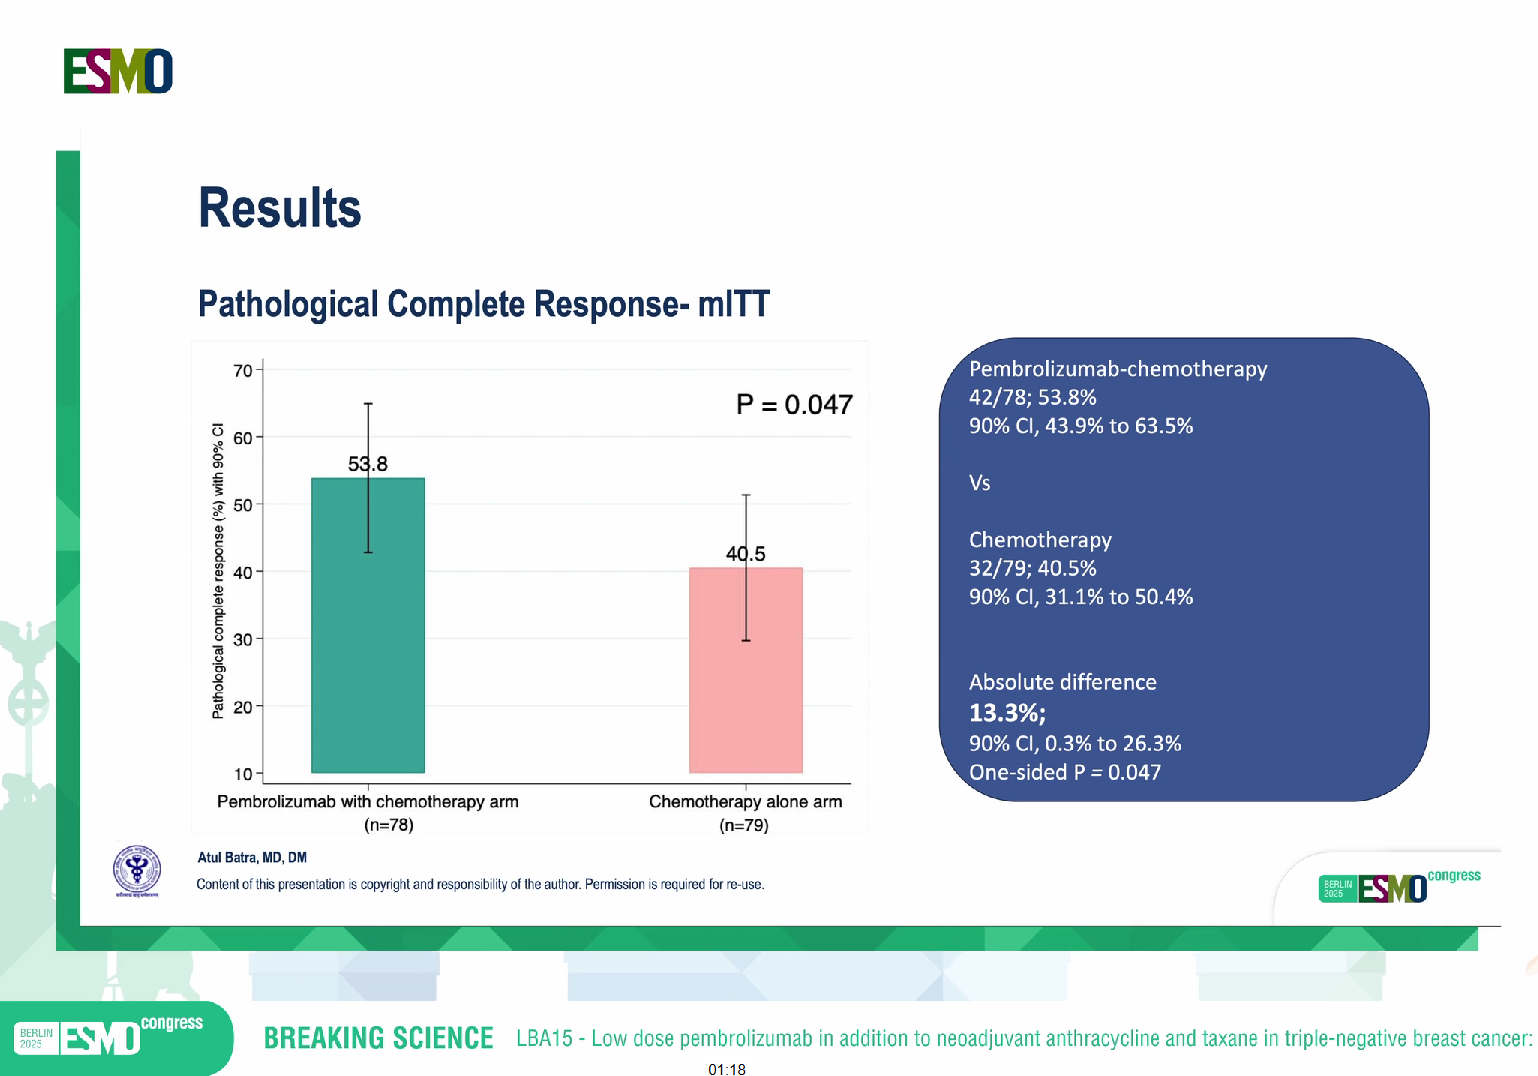 ESMO
Results
Pathological Complete Response- mITT
Pathological complete response (%) with 90% CI
70
60
50
40
30
20
10
P = 0.047
53.8
40.5
Pembrolizumab with chemotherapy arm
(n=78)
Chemotherapy alone arm
(n=79)
Pembrolizumab-chemotherapy
42/78; 53.8%
90% CI, 43.9% to 63.5%
Vs
Chemotherapy
32/79; 40.5%
90% CI, 31.1% to 50.4%
Absolute difference
13.3%;
90% CI, 0.3% to 26.3%
One-sided P = 0.047
Atul Batra, MD, DM
Content of this presentation is copyright and responsibility of the author. Permission is required for re-use.
BERLIN
2025
ESMO congress
BERLIN
2025
ESMO congress
BREAKING SCIENCE LBA15 - Low dose pembrolizumab in addition to neoadjuvant anthracycline and taxane in triple-negative breast cancer:
01:18